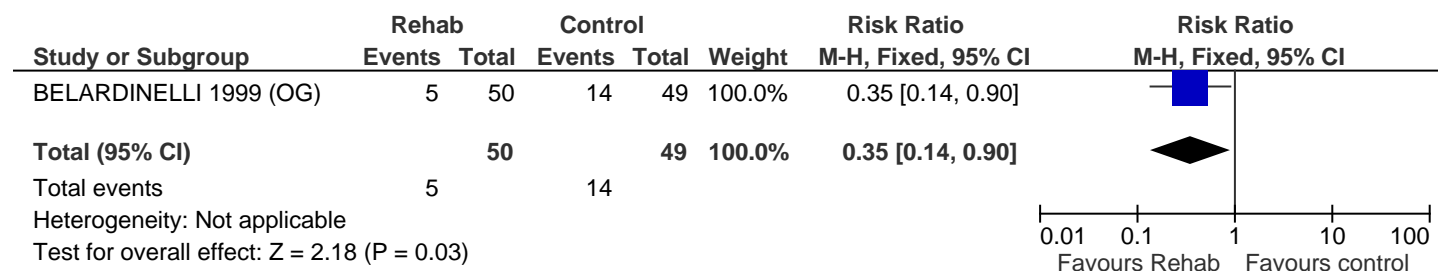 Rehab Control Risk Ratio Risk Ratio
Study or Subgroup Events Total Events Total Weight M-H, Fixed, 95% CI M-H, Fixed, 95% CI
BELARDINELLI 1999 (OG) 5 50 14 49 100.0% 0.35 [0.14, 0.90]
Total (95% CI) 50 49 100.0% 0.35 [0.14, 0.90]
Total events 5 14
Heterogeneity: Not applicable
Test for overall effect: Z = 2.18 (P = 0.03)
0.01 0.1 1 10 100
Favours Rehab Favours control